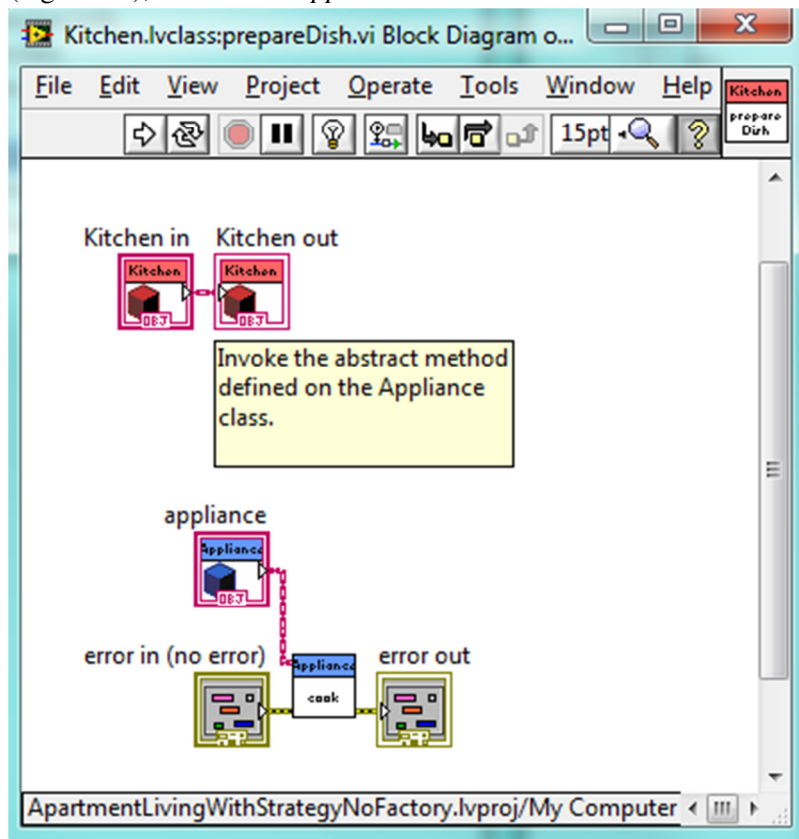 Kitchen.lvclass:prepareDish.vi Block Diagram o...
File Edit View Project Operate Tools Window Help
Kitchen
prepare
Dish
15pt
Kitchen in Kitchen out
Kitchen Kitchen
OBJ OBJ
Invoke the abstract method
defined on the Appliance
class.
appliance
Appliance
OBJ
error in (no error) error out
Appliance
cook
ApartmentLivingWithStrategyNoFactory.lvproj/My Computer